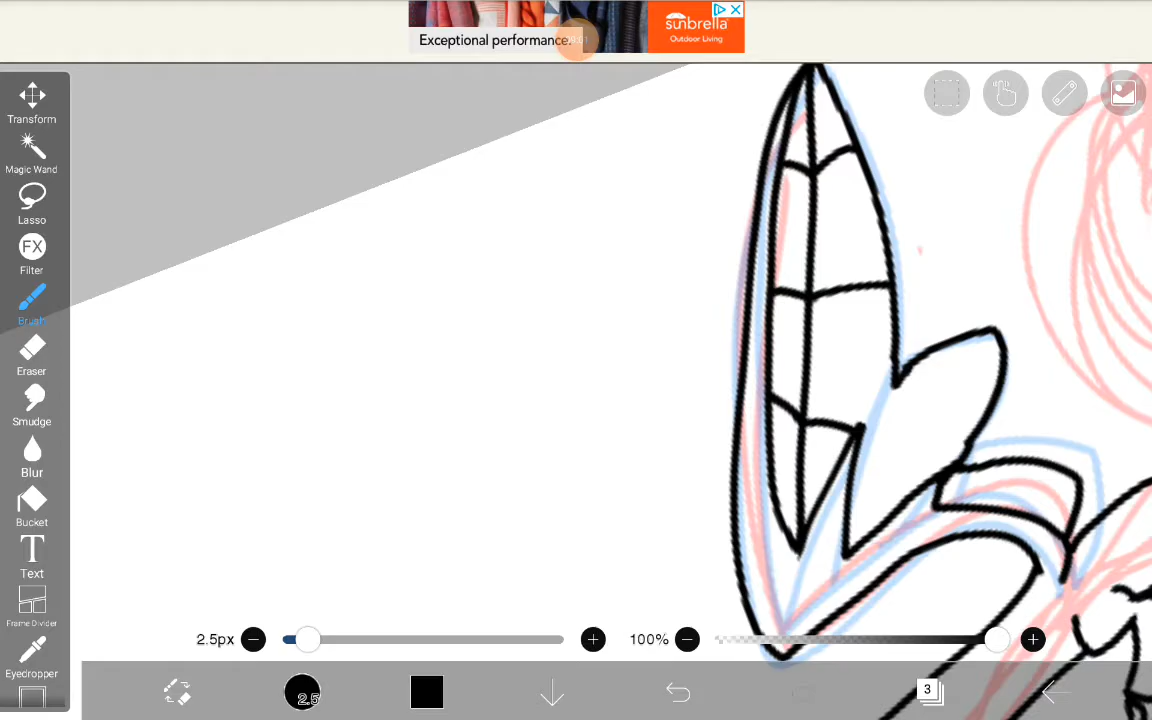 sunbrella
Outdoor Living
Exceptional performance.
Transform
Magic Wand
Lasso
FX
Filter
Brush
Eraser
Smudge
Blur
Bucket
T
Text
Frame Divider
Eyedropper
2.5px
100%
2.5
3